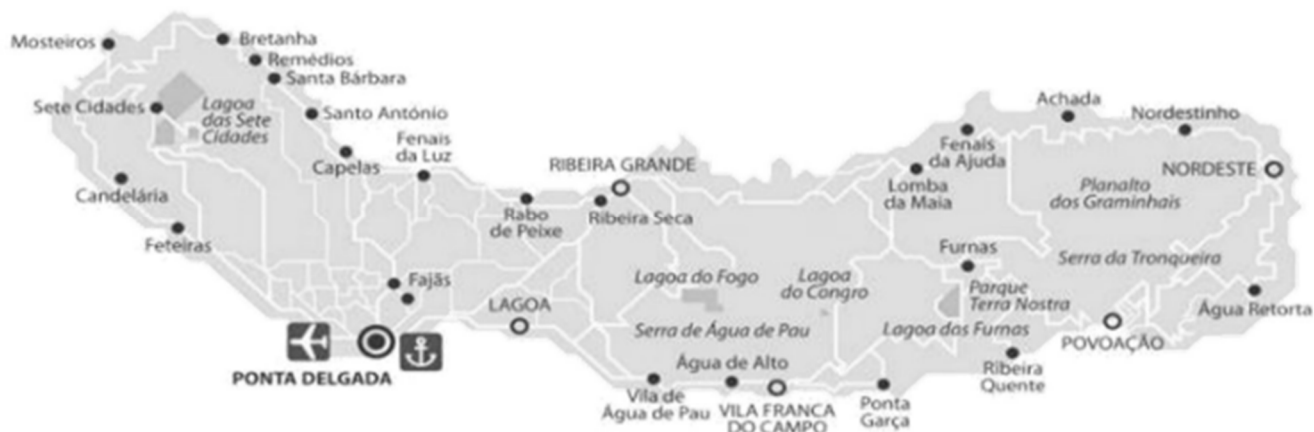 Mosteiros
Bretanha
Remédios
Santa Bárbara
Sete Cidades
Lagoa
das Sete
Cidades
Santo António
Capelas
Fenais
da Luz
Candelária
Feteiras
Fajãs
Rabo
de Peixe
RIBEIRA GRANDE
Ribeira Seca
LAGOA
PONTA DELGADA
Lagoa do Fogo
Lagoa
do Congro
Serra de Água de Pau
Água de Alto
Vila de
Água de Pau
VILA FRANCA
DO CAMPO
Ponta
Garça
Achada
Nordestinho
Fenais
da Ajuda
Lomba
da Maia
NORDESTE
Planalto
dos Graminhais
Furnas
Serra da Tronqueira
Parque
Terra Nostra
Lagoa das Furnas
Água Retorta
POVOAÇÃO
Ribeira
Quente